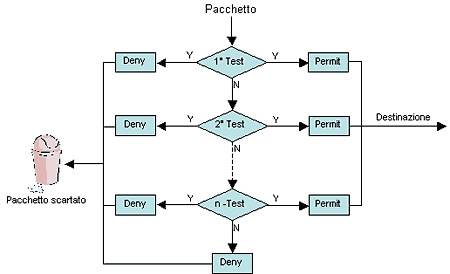 Pacchetto
Deny
Y
1° Test
Y
Permit
N
Deny
Y
2° Test
Y
Permit
Destinazione
N
Pacchetto scartato
Deny
Y
n -Test
Y
Permit
N
Deny